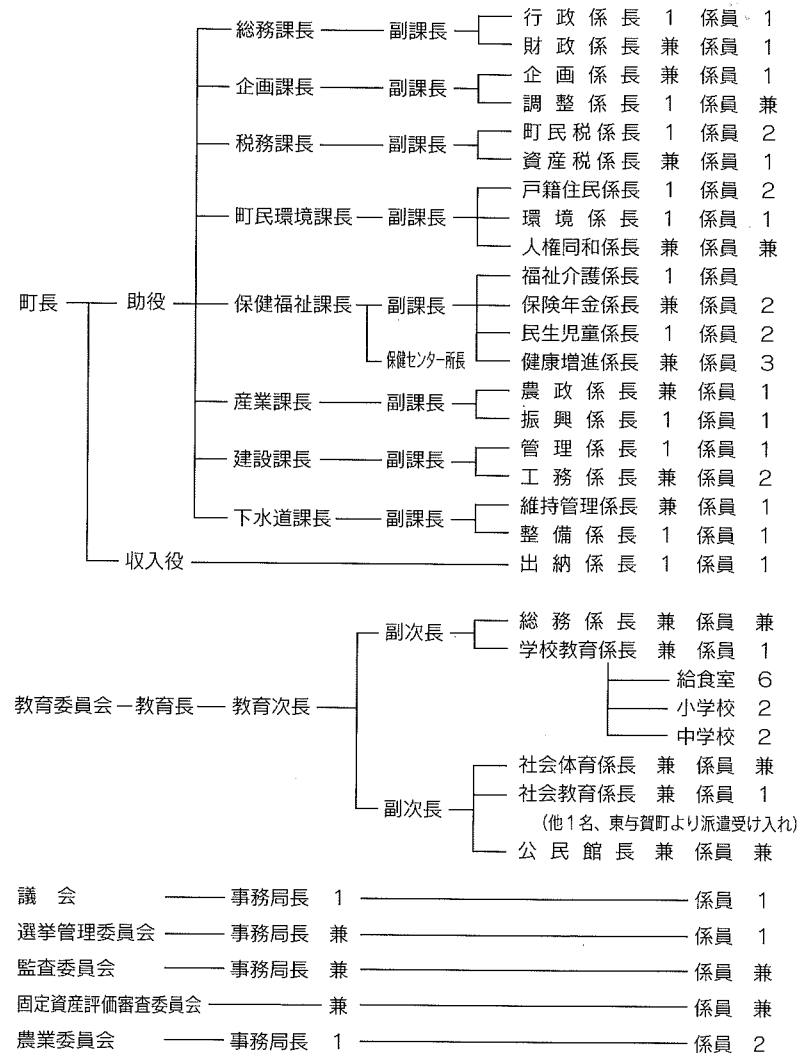 総務課長 副課長 行政係長 1 係員 1
財政係長 兼 係員 1
企画課長 副課長 企画係長 兼 係員 1
調整係長 1 係員 兼
税務課長 副課長 町民税係長 1 係員 2
資産税係長 兼 係員 1
町民環境課長 副課長 戸籍住民係長 1 係員 2
環境係長 1 係員 1
人権同和係長 兼 係員 兼
福祉介護係長 1 係員
町長 助役 保健福祉課長 副課長 保険年金係長 兼 係員 2
民生児童係長 1 係員 2
保健センター所長 健康増進係長 兼 係員 3
産業課長 副課長 農政係長 兼 係員 1
振興係長 1 係員 1
建設課長 副課長 管理係長 1 係員 1
工務係長 兼 係員 2
下水道課長 副課長 維持管理係長 兼 係員 1
整備係長 1 係員 1
収入役 出納係長 1 係員 1
副次長 総務係長 兼 係員 兼
学校教育係長 兼 係員 1
給食室 6
教育委員会 教育長 教育次長 小学校 2
中学校 2
社会体育係長 兼 係員 兼
副次長 社会教育係長 兼 係員 1
(他1名、東与賀町より派遣受け入れ)
公民館長 兼 係員 兼
議会 事務局長 1 係員 1
選挙管理委員会 事務局長 兼 係員 1
監査委員会 事務局長 兼 係員 兼
固定資産評価審査委員会 兼 係員 兼
農業委員会 事務局長 1 係員 2